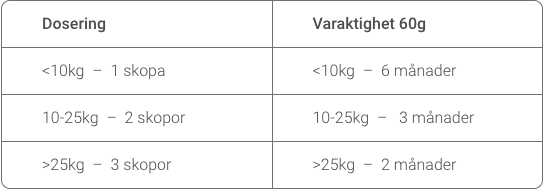 Dosering Varaktighet 60g
<10kg – 1 skopa <10kg – 6 månader
10-25kg – 2 skopor 10-25kg – 3 månader
>25kg – 3 skopor >25kg – 2 månader